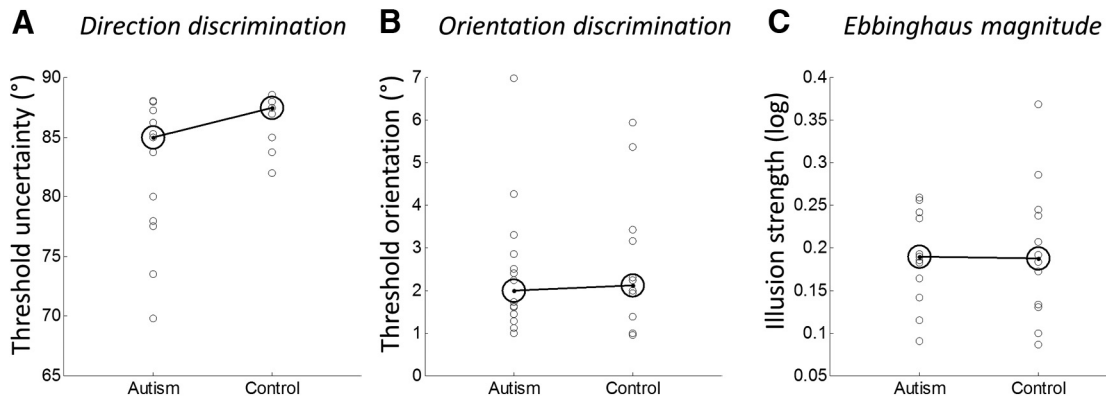 A Direction discrimination
Threshold uncertainty (°)
90
85
80
75
70
65
Autism Control
B Orientation discrimination
Threshold orientation (°)
7
6
5
4
3
2
1
0
Autism Control
C Ebbinghaus magnitude
Illusion strength (log)
0.4
0.35
0.3
0.25
0.2
0.15
0.1
0.05
Autism Control